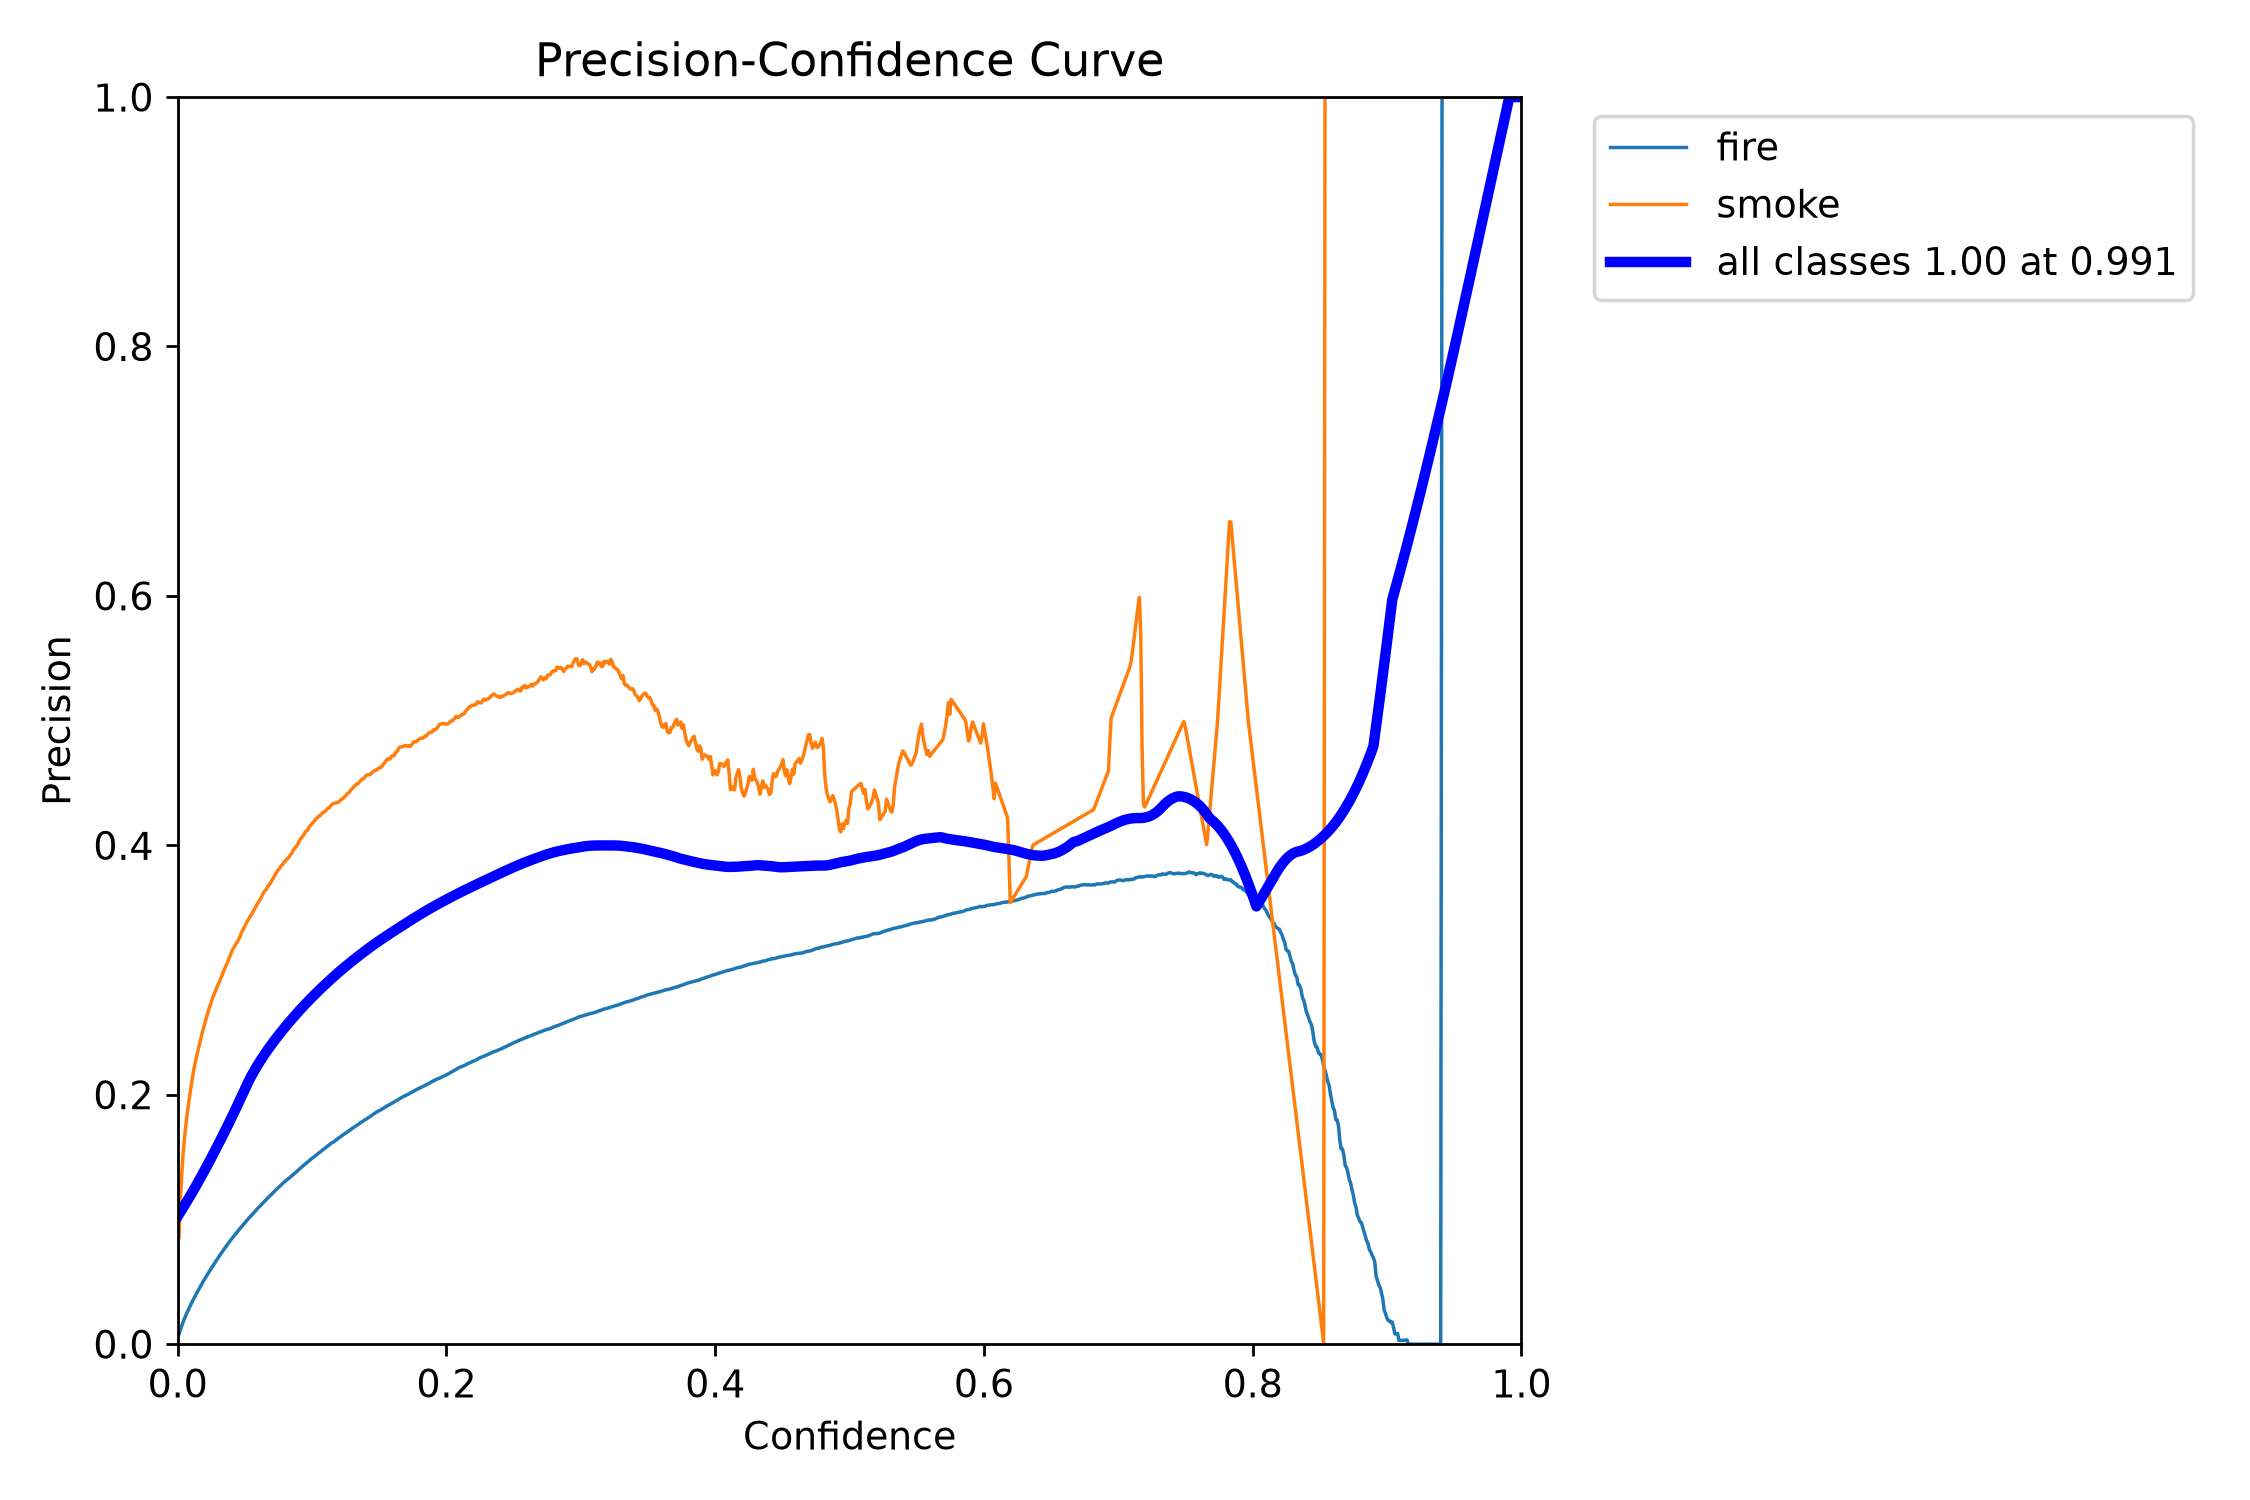 Precision-Confidence Curve
1.0
0.8
0.6
0.4
0.2
0.0
Precision
0.0 0.2 0.4 0.6 0.8 1.0
Confidence
fire
smoke
all classes 1.00 at 0.991